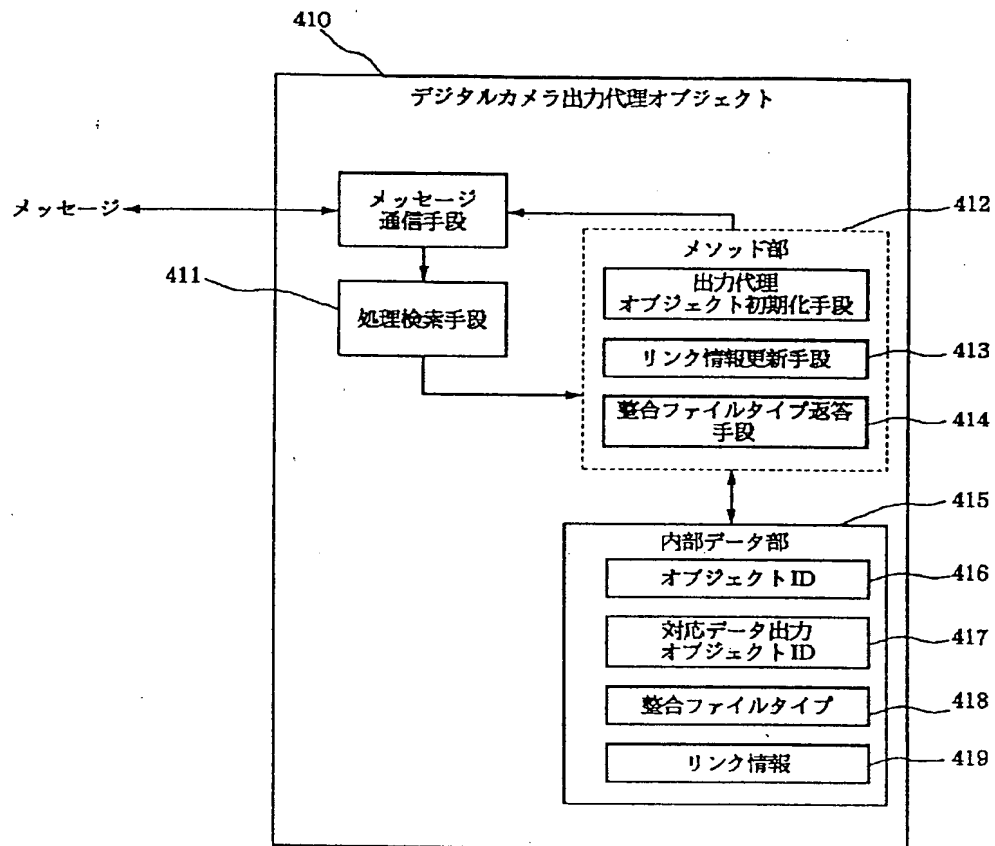 410
デジタルカメラ出力代理オブジェクト
メッセージ
メッセージ
通信手段
411
処理検索手段
412
メソッド部
出力代理
オブジェクト初期化手段
リンク情報更新手段
413
整合ファイルタイプ返答
手段
414
415
内部データ部
オブジェクトID
416
対応データ出力
オブジェクトID
417
整合ファイルタイプ
418
リンク情報
419